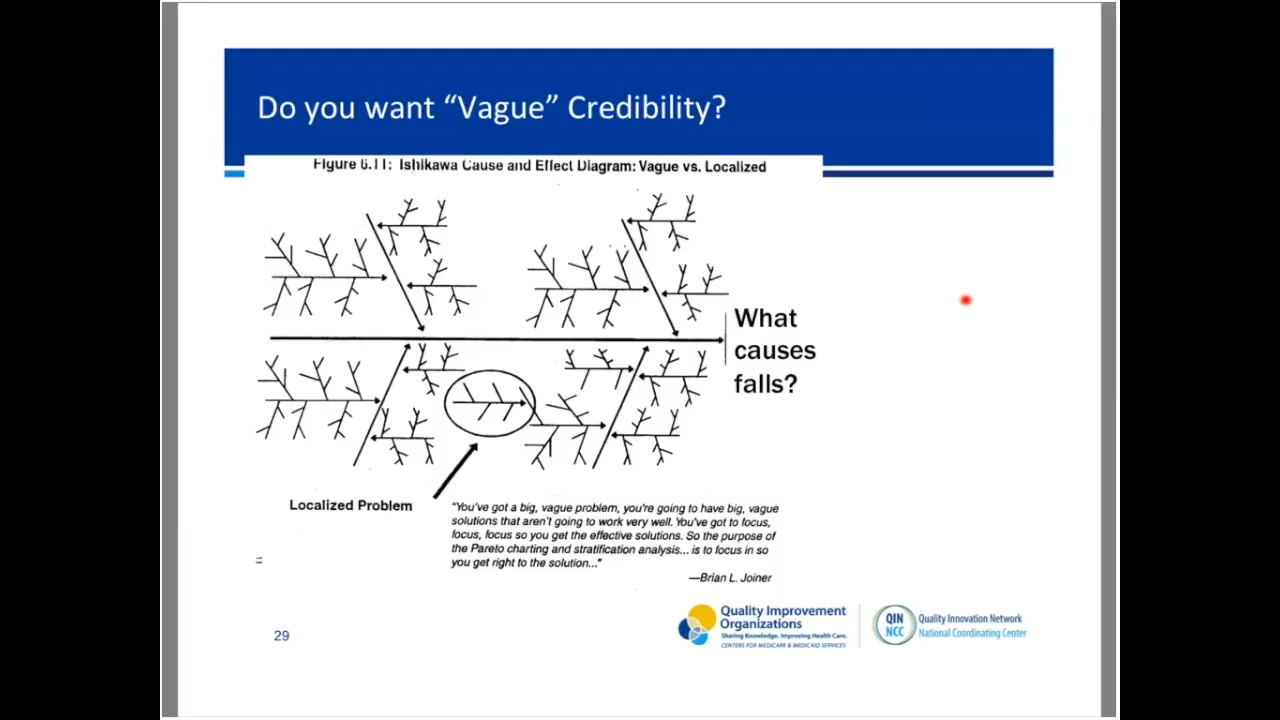 Do you want “Vague” Credibility?
Figure 6.11: Ishikawa Cause and Effect Diagram: Vague vs. Localized
What
causes
falls?
Localized Problem
"You've got a big, vague problem, you're going to have big, vague
solutions that aren't going to work very well. You've got to focus,
focus, focus so you get the effective solutions. So the purpose of
the Pareto charting and stratification analysis... is to focus in so
you get right to the solution..."
—Brian L. Joiner
29
Quality Improvement
Organizations
Sharing Knowledge. Improving Health Care.
CENTERS FOR MEDICARE & MEDICAID SERVICES
QIN
NCC
Quality Innovation Network
National Coordinating Center